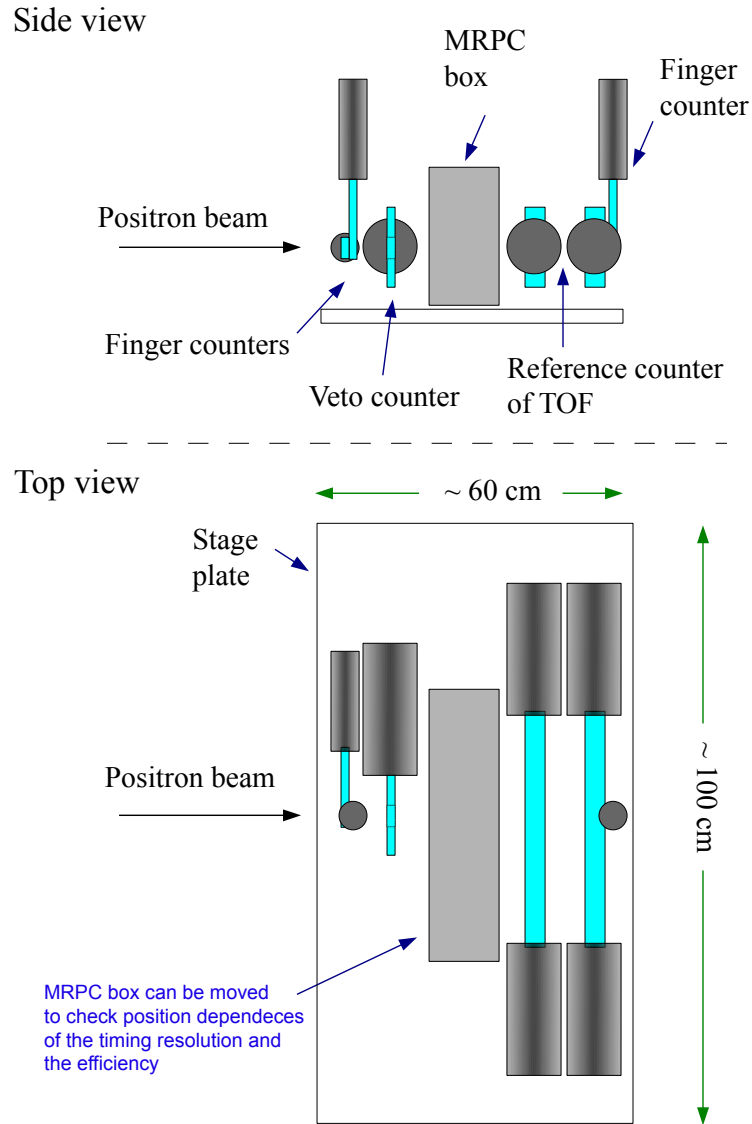 Side view
MRPC
box
Finger
counter
Positron beam
Finger counters
Veto counter
Reference counter
of TOF
Top view
~ 60 cm
Stage
plate
Positron beam
~ 100 cm
MRPC box can be moved
to check position dependeces
of the timing resolution and
the efficiency